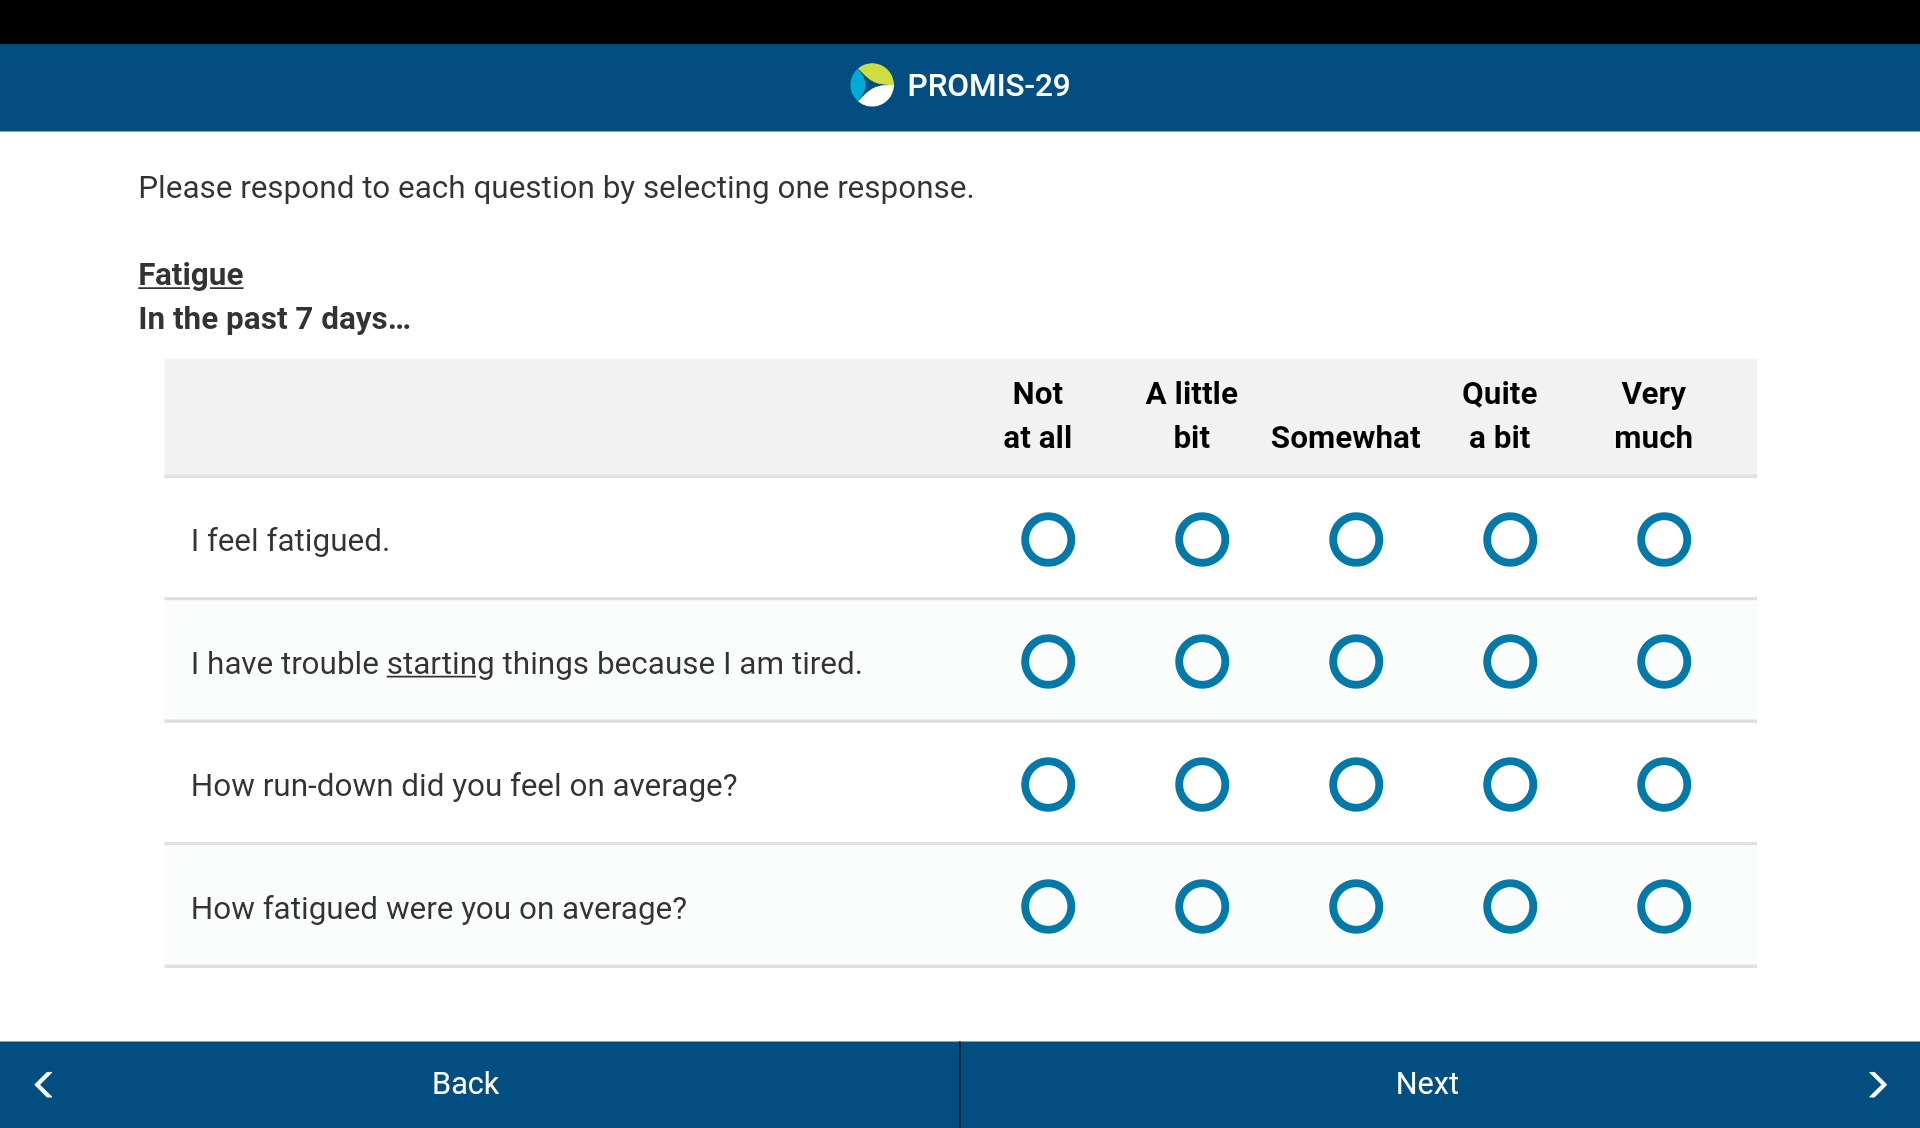 PROMIS-29
Please respond to each question by selecting one response.
Fatigue
In the past 7 days...
Not at all
A little bit
Somewhat
Quite a bit
Very much
I feel fatigued.
I have trouble starting things because I am tired.
How run-down did you feel on average?
How fatigued were you on average?
Back
Next